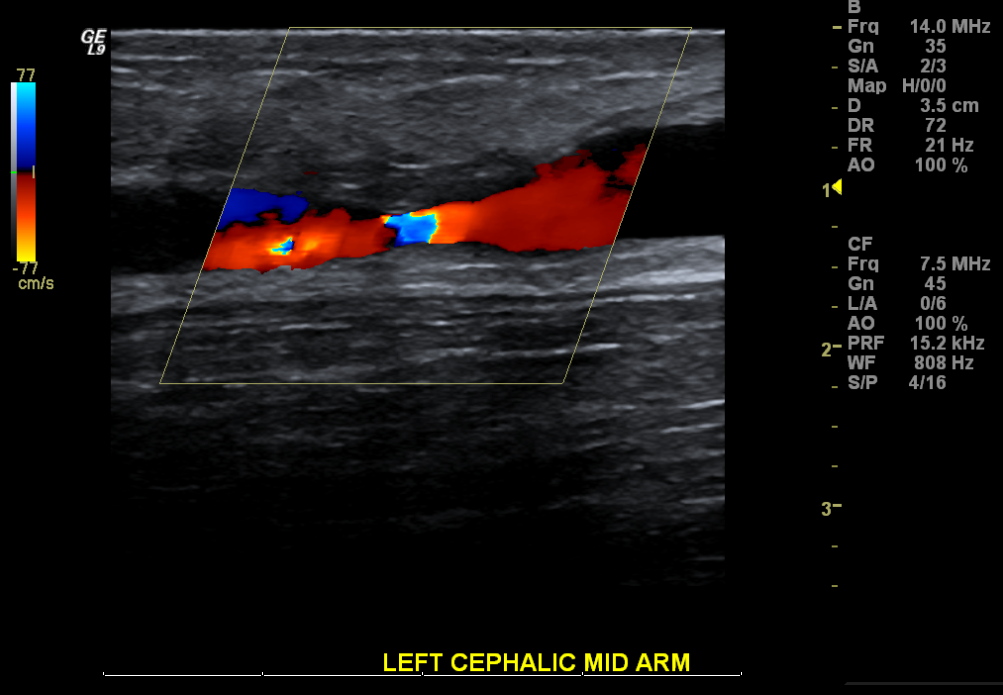 GE
L9
77
-77
cm/s
B
Frq 14.0 MHz
Gn 35
S/A 2/3
Map H/0/0
D 3.5 cm
DR 72
FR 21 Hz
AO 100 %
1
CF
Frq 7.5 MHz
Gn 45
L/A 0/6
AO 100 %
PRF 15.2 kHz
WF 808 Hz
S/P 4/16
2
3
LEFT CEPHALIC MID ARM